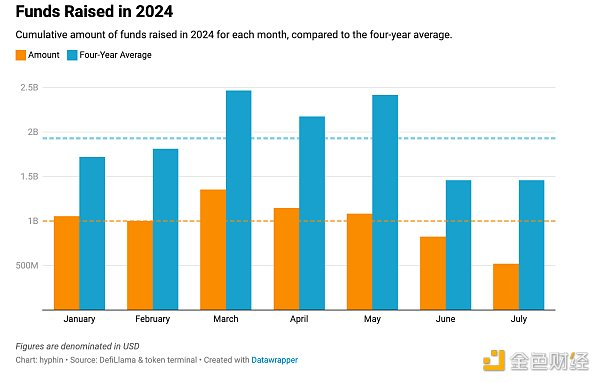 Funds Raised in 2024
Cumulative amount of funds raised in 2024 for each month, compared to the four-year average.
Amount Four-Year Average
2.5B
2B
1.5B
1B
500M
January February March April May June July
Figures are denominated in USD
Chart: hyphin • Source: DefiLlama & token terminal • Created with Datawrapper
金色财经